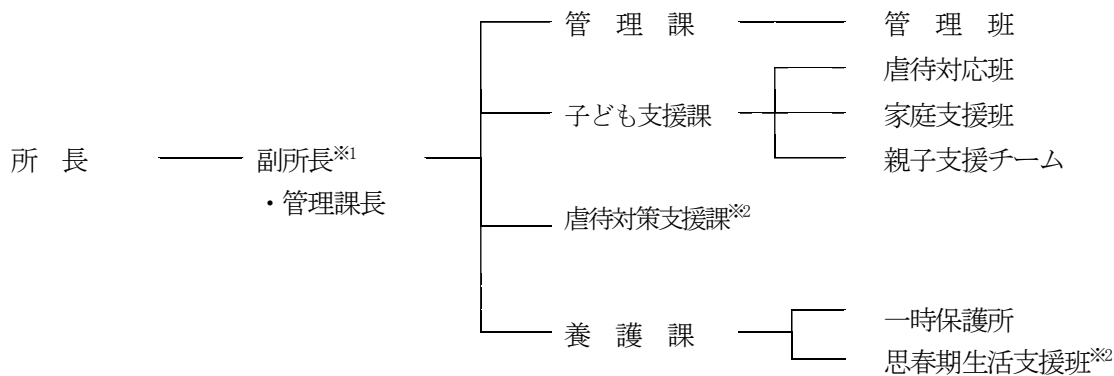 管　理　課
管　理　班
虐待対応班
子ども支援課
家庭支援班
所　長
副所長※1
・管理課長
親子支援チーム
虐待対策支援課※2
養　護　課
一時保護所
思春期生活支援班※2